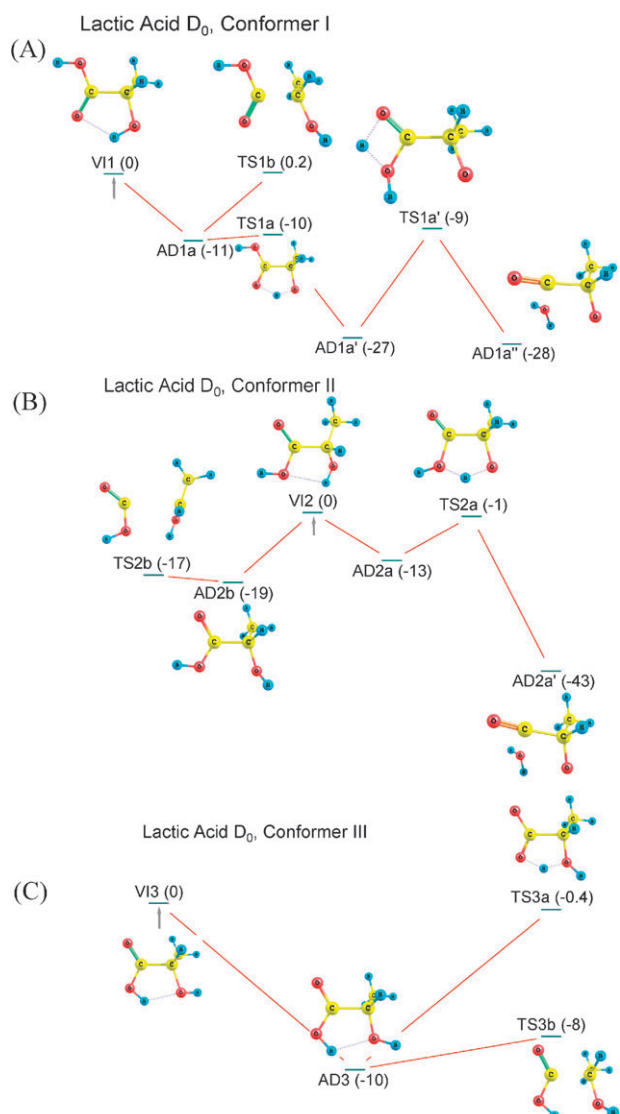 Lactic Acid D₀, Conformer I
(A)
VI1 (0)
TS1b (0.2)
TS1a' (-9)
TS1a (-10)
AD1a (-11)
AD1a' (-27)
AD1a'' (-28)
Lactic Acid D₀, Conformer II
(B)
VI2 (0)
TS2a (-1)
TS2b (-17)
AD2b (-19)
AD2a (-13)
AD2a' (-43)
Lactic Acid D₀, Conformer III
(C)
VI3 (0)
TS3a (-0.4)
TS3b (-8)
AD3 (-10)